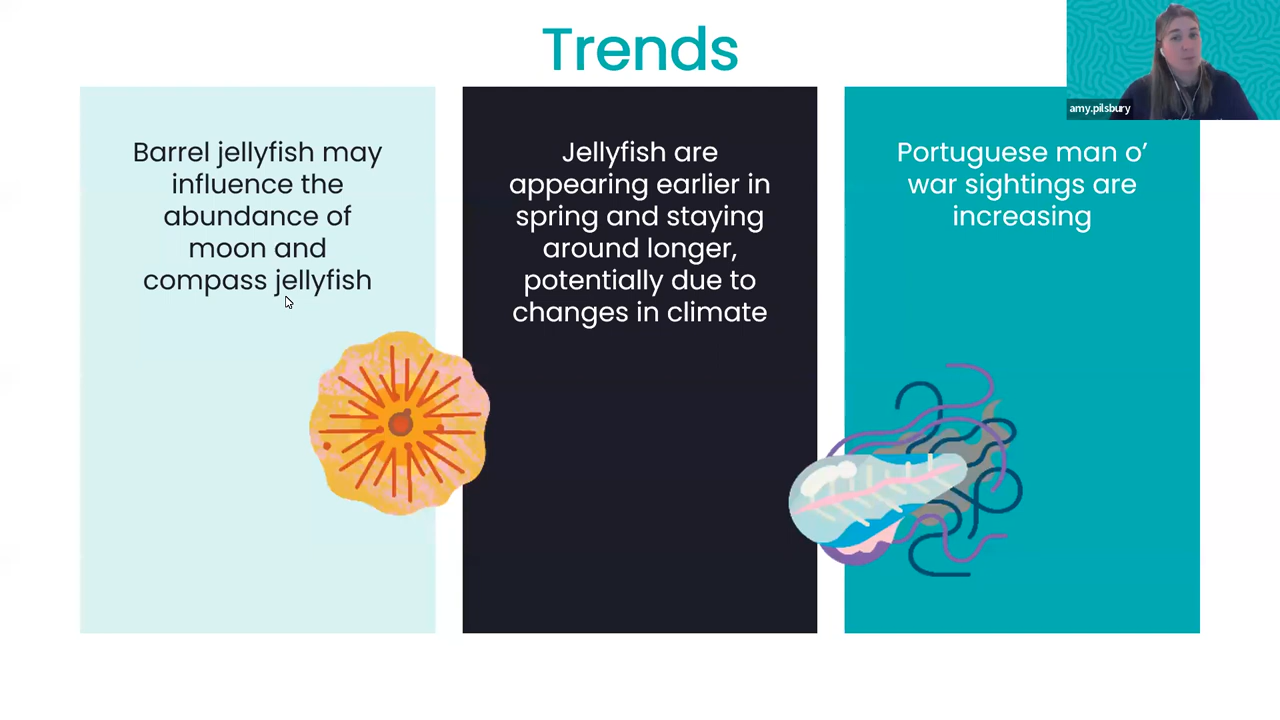 Trends
amy.pilsbury
Barrel jellyfish may
influence the
abundance of
moon and
compass jellyfish
Jellyfish are
appearing earlier in
spring and staying
around longer,
potentially due to
changes in climate
Portuguese man o’
war sightings are
increasing